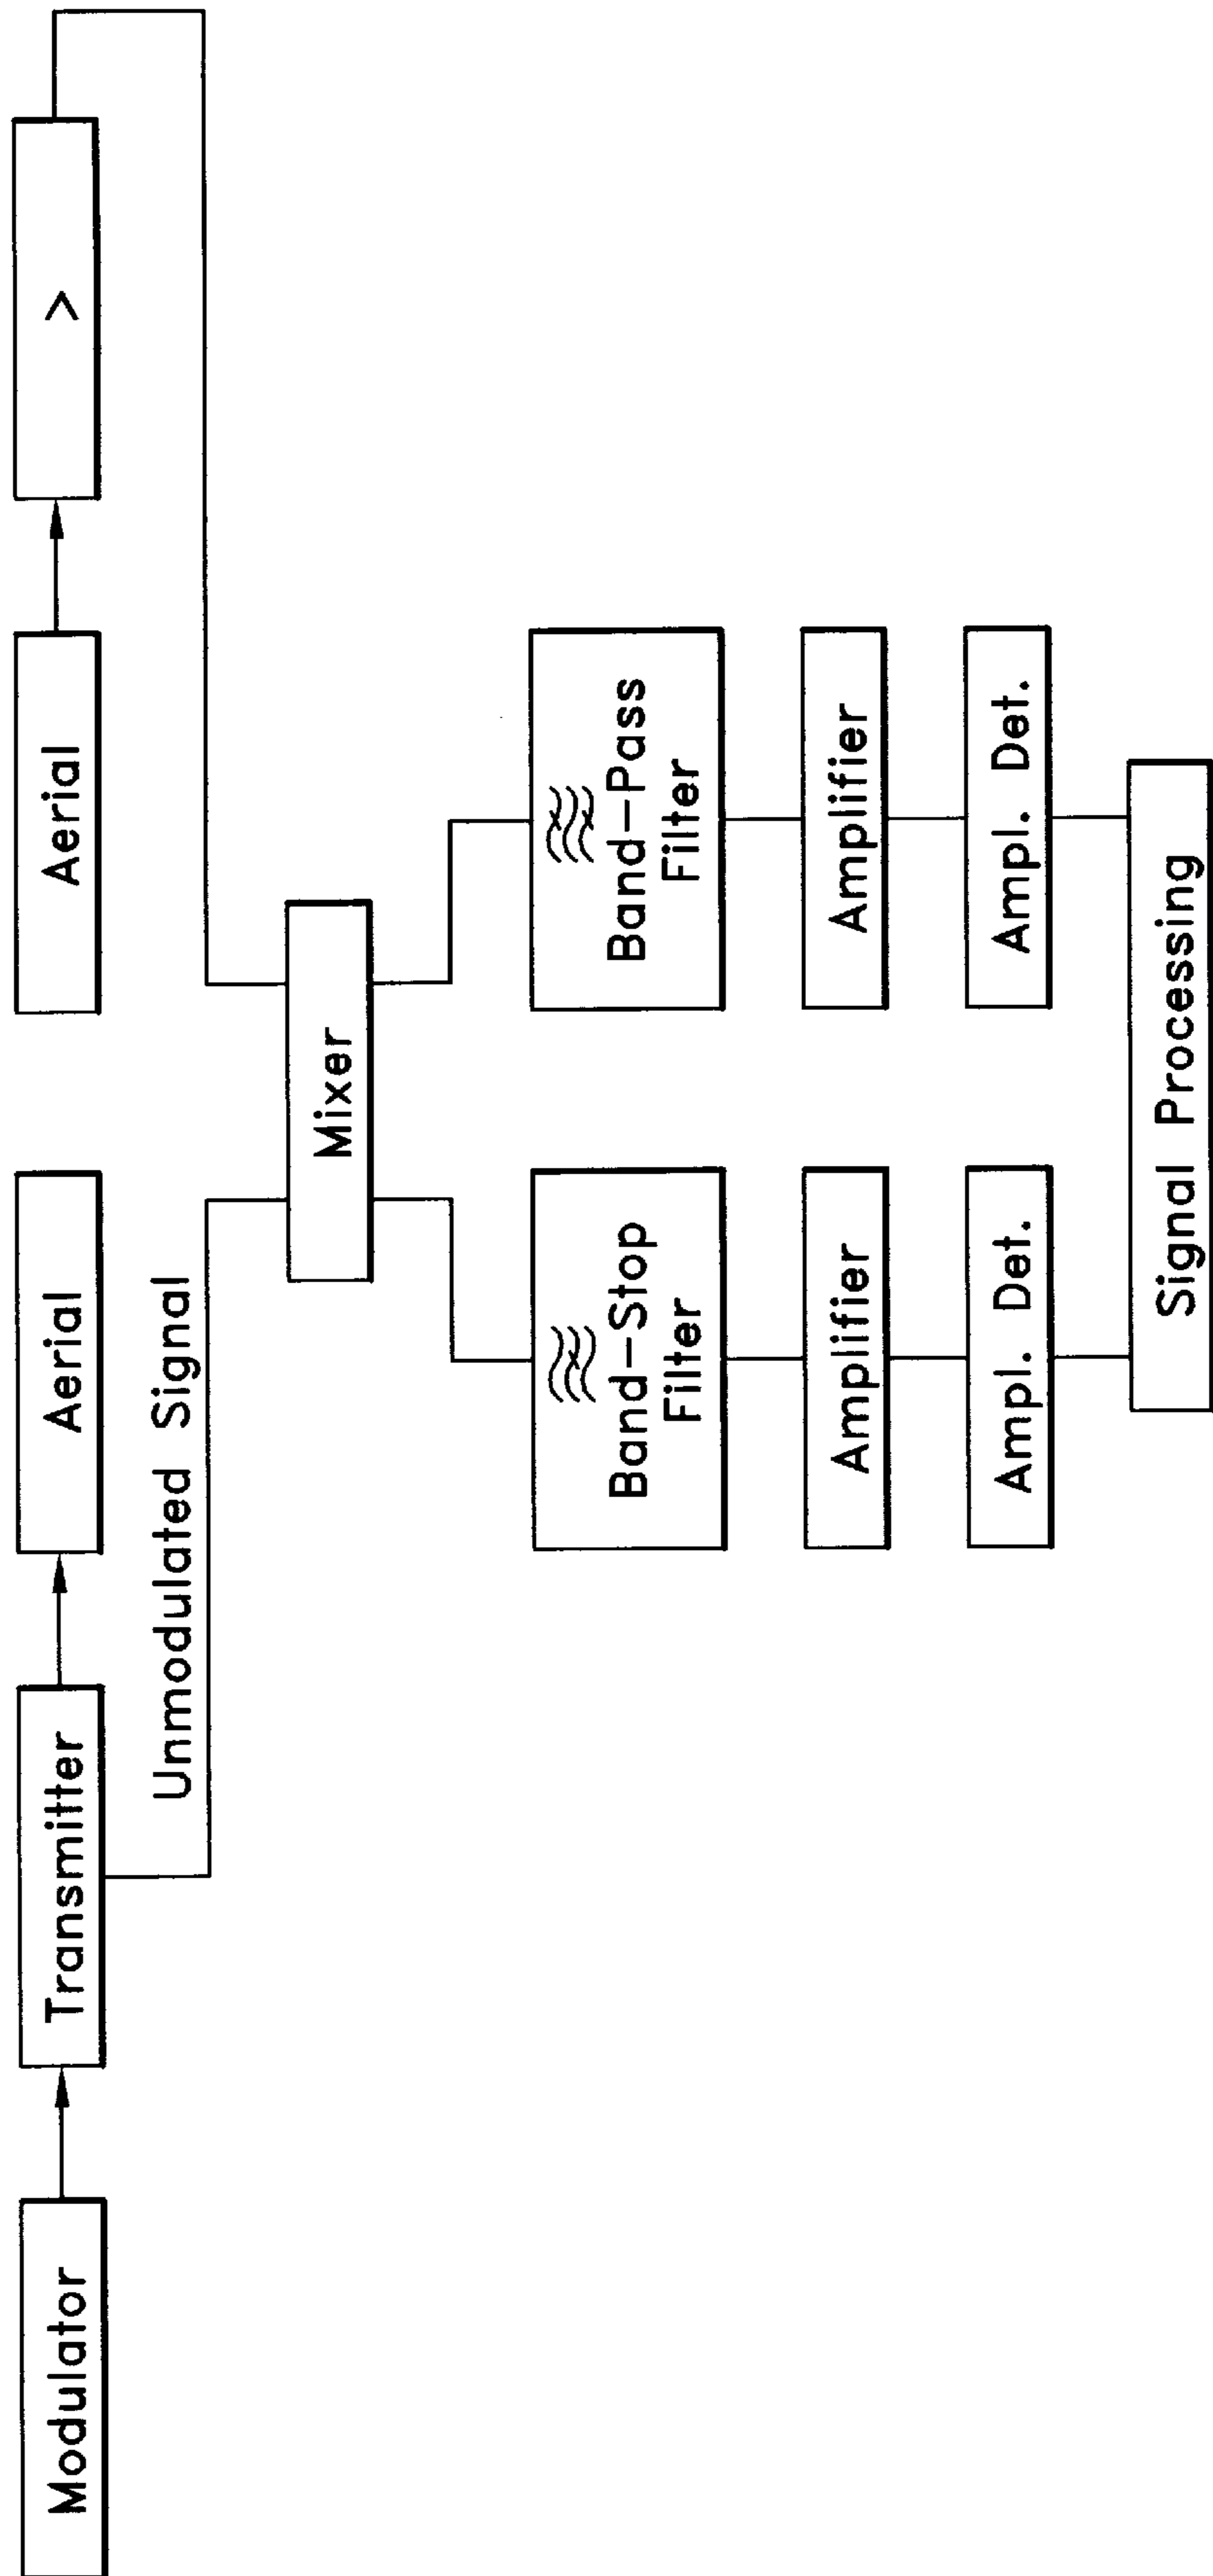 Modulator
Transmitter
Aerial
Aerial
>
Unmodulated Signal
Mixer
Band-Stop
Filter
Band-Pass
Filter
Amplifier
Amplifier
Ampl. Det.
Ampl. Det.
Signal Processing